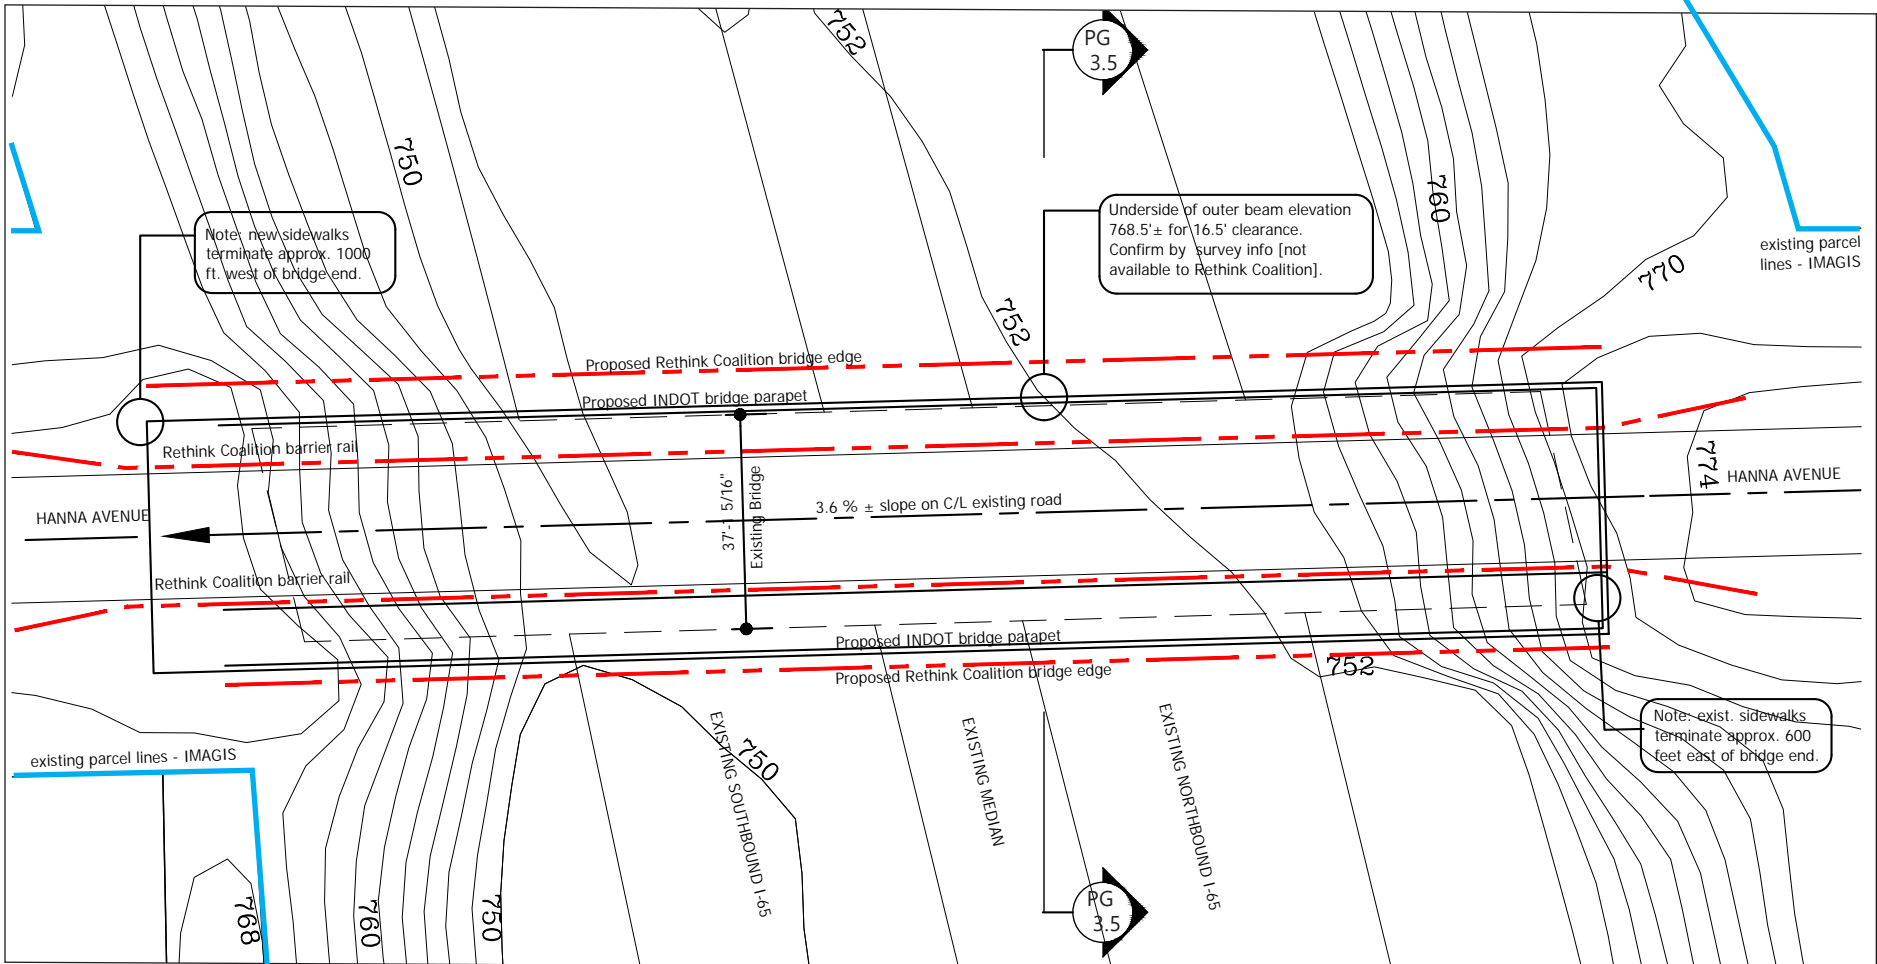 752
PG
3.5
750
760
Note: new sidewalks
terminate approx. 1000
ft. west of bridge end.
Underside of outer beam elevation
768.5'± for 16.5' clearance.
Confirm by survey info [not
available to Rethink Coalition].
existing parcel
lines - IMAGIS
770
752
Proposed Rethink Coalition bridge edge
Proposed INDOT bridge parapet
Rethink Coalition barrier rail
774
HANNA AVENUE
37'-1 5/16"
Existing Bridge
3.6 % ± slope on C/L existing road
HANNA AVENUE
Rethink Coalition barrier rail
Proposed INDOT bridge parapet
Proposed Rethink Coalition bridge edge
752
Note: exist. sidewalks
terminate approx. 600
feet east of bridge end.
existing parcel lines - IMAGIS
750
EXISTING SOUTHBOUND I-65
EXISTING MEDIAN
EXISTING NORTHBOUND I-65
768
760
750
PG
3.5